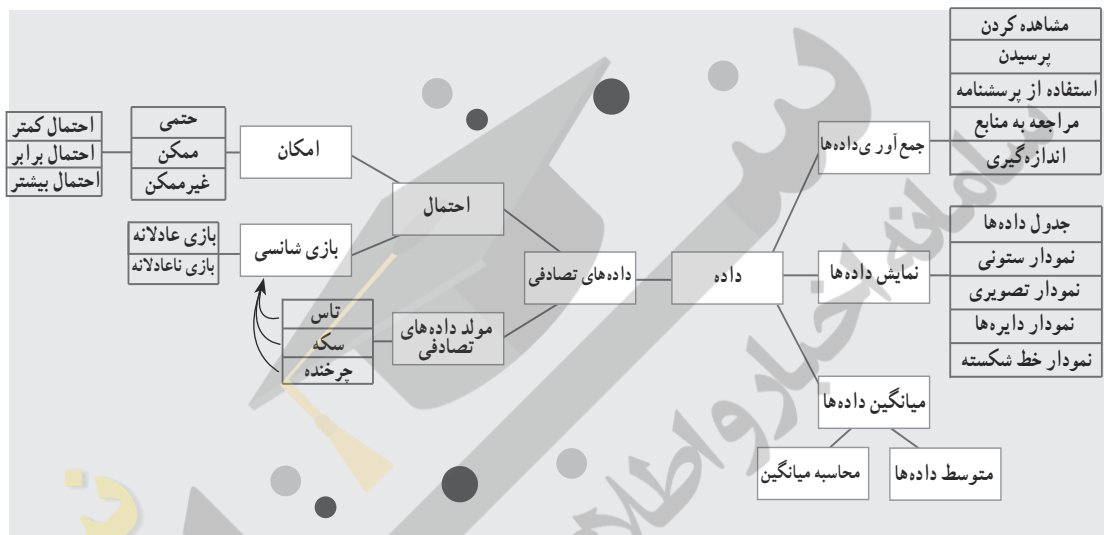 مشاهده کردن
پرسیدن
استفاده از پرسشنامه
مراجعه به منابع
اندازه‌گیری
جمع‌آور ی‌داده‌ها
جدول داده‌ها
نمودار ستونی
نمودار تصویری
نمودار دایره‌ها
نمودار خط شکسته
نمایش داده‌ها
میانگین داده‌ها
متوسط داده‌ها
محاسبه میانگین
داده
داده‌های تصادفی
احتمال
امکان
حتمی
ممکن
غیرممکن
احتمال کمتر
احتمال برابر
احتمال بیشتر
بازی شانسی
بازی عادلانه
بازی ناعادلانه
مولد داده‌های
تصادفی
تاس
سکه
چرخنده